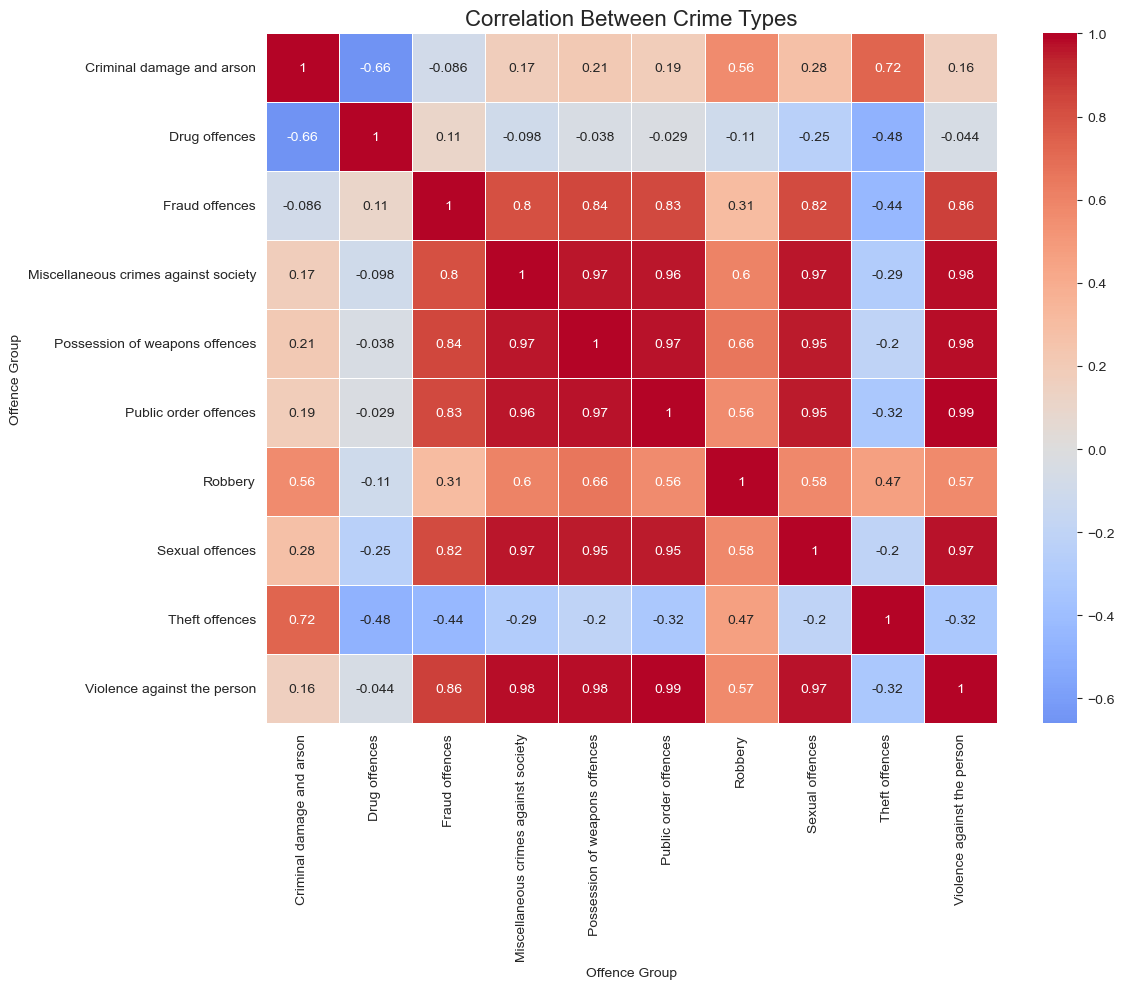 Correlation Between Crime Types
Criminal damage and arson 1 -0.66 -0.086 0.17 0.21 0.19 0.56 0.28 0.72 0.16
Drug offences -0.66 1 0.11 -0.098 -0.038 -0.029 -0.11 -0.25 -0.48 -0.044
Fraud offences -0.086 0.11 1 0.8 0.84 0.83 0.31 0.82 -0.44 0.86
Miscellaneous crimes against society 0.17 -0.098 0.8 1 0.97 0.96 0.6 0.97 -0.29 0.98
Possession of weapons offences 0.21 -0.038 0.84 0.97 1 0.97 0.66 0.95 -0.2 0.98
Public order offences 0.19 -0.029 0.83 0.96 0.97 1 0.56 0.95 -0.32 0.99
Robbery 0.56 -0.11 0.31 0.6 0.66 0.56 1 0.58 0.47 0.57
Sexual offences 0.28 -0.25 0.82 0.97 0.95 0.95 0.58 1 -0.2 0.97
Theft offences 0.72 -0.48 -0.44 -0.29 -0.2 -0.32 0.47 -0.2 1 -0.32
Violence against the person 0.16 -0.044 0.86 0.98 0.98 0.99 0.57 0.97 -0.32 1
Offence Group
Criminal damage and arson
Drug offences
Fraud offences
Miscellaneous crimes against society
Possession of weapons offences
Public order offences
Robbery
Sexual offences
Theft offences
Violence against the person
Offence Group
1.0
0.8
0.6
0.4
0.2
0.0
−0.2
−0.4
−0.6